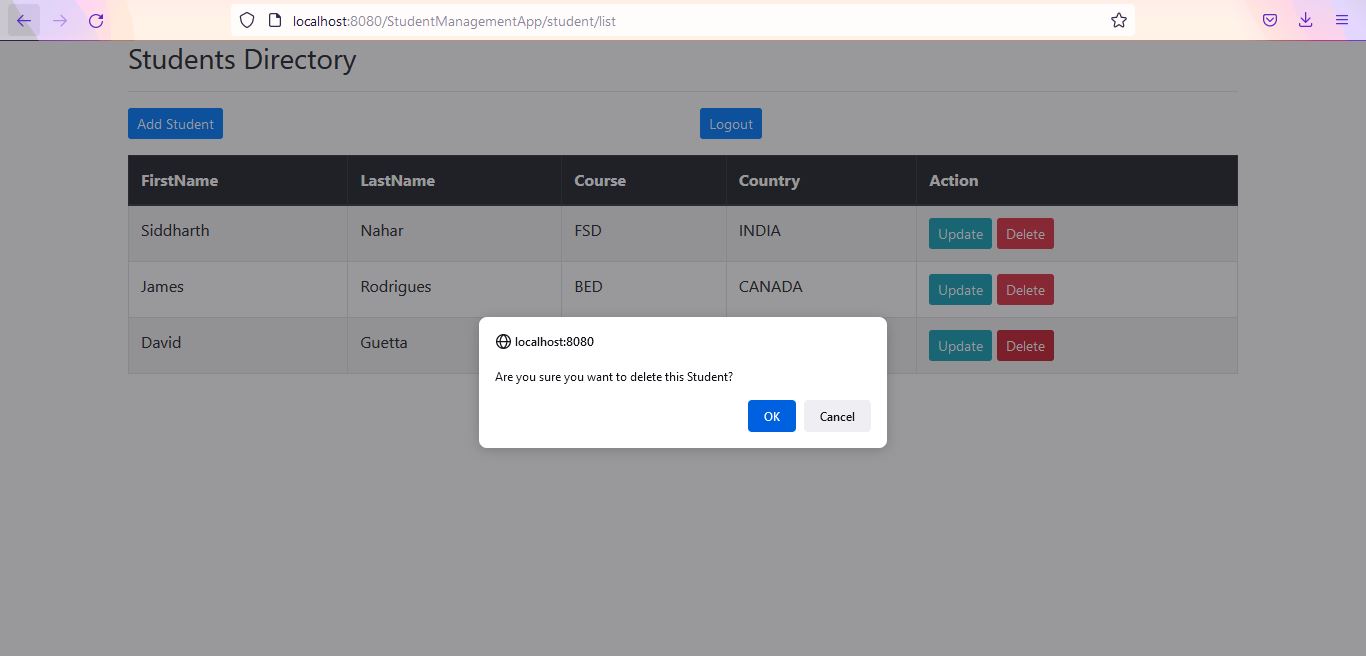 localhost:8080/StudentManagementApp/student/list
Students Directory
Add Student Logout
FirstName LastName Course Country Action
Siddharth Nahar FSD INDIA Update Delete
James Rodrigues BED CANADA Update Delete
David Guetta Update Delete
localhost:8080
Are you sure you want to delete this Student?
OK Cancel